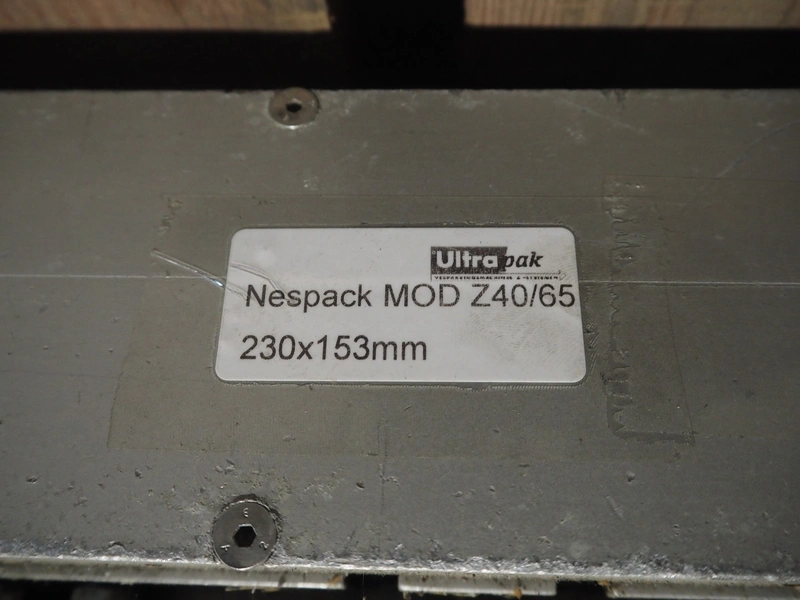 Ultrapak
Nespack MOD Z40/65
230x153mm